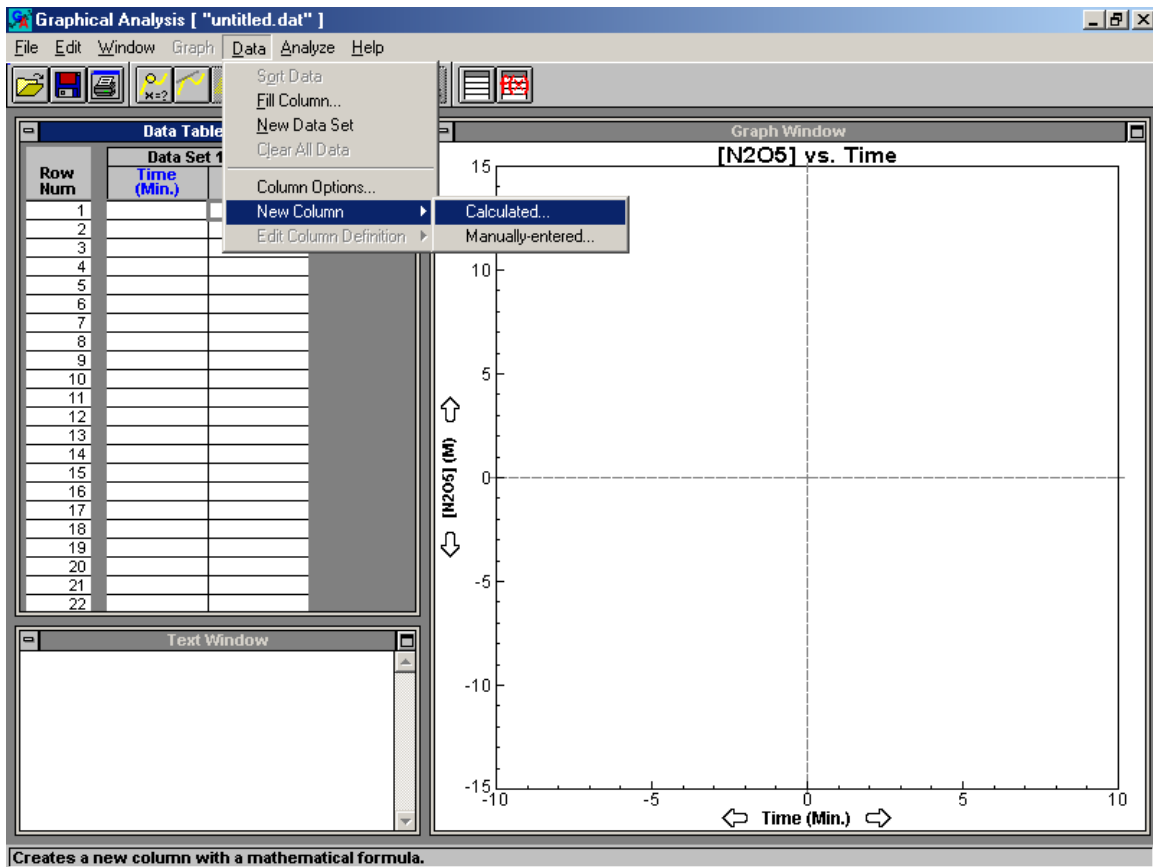 Graphical Analysis [ "untitled.dat" ]
File Edit Window Graph Data Analyze Help
x=?
f(x)
Sort Data
Fill Column...
New Data Set
Clear All Data
Column Options...
New Column
Edit Column Definition
Calculated...
Manually-entered...
Data Table
Data Set 1
Row Num
Time (Min.)
1
2
3
4
5
6
7
8
9
10
11
12
13
14
15
16
17
18
19
20
21
22
Text Window
Graph Window
[N2O5] vs. Time
15
10
5
0
-5
-10
-15
[N2O5] (M)
-10 -5 0 5 10
Time (Min.)
Creates a new column with a mathematical formula.